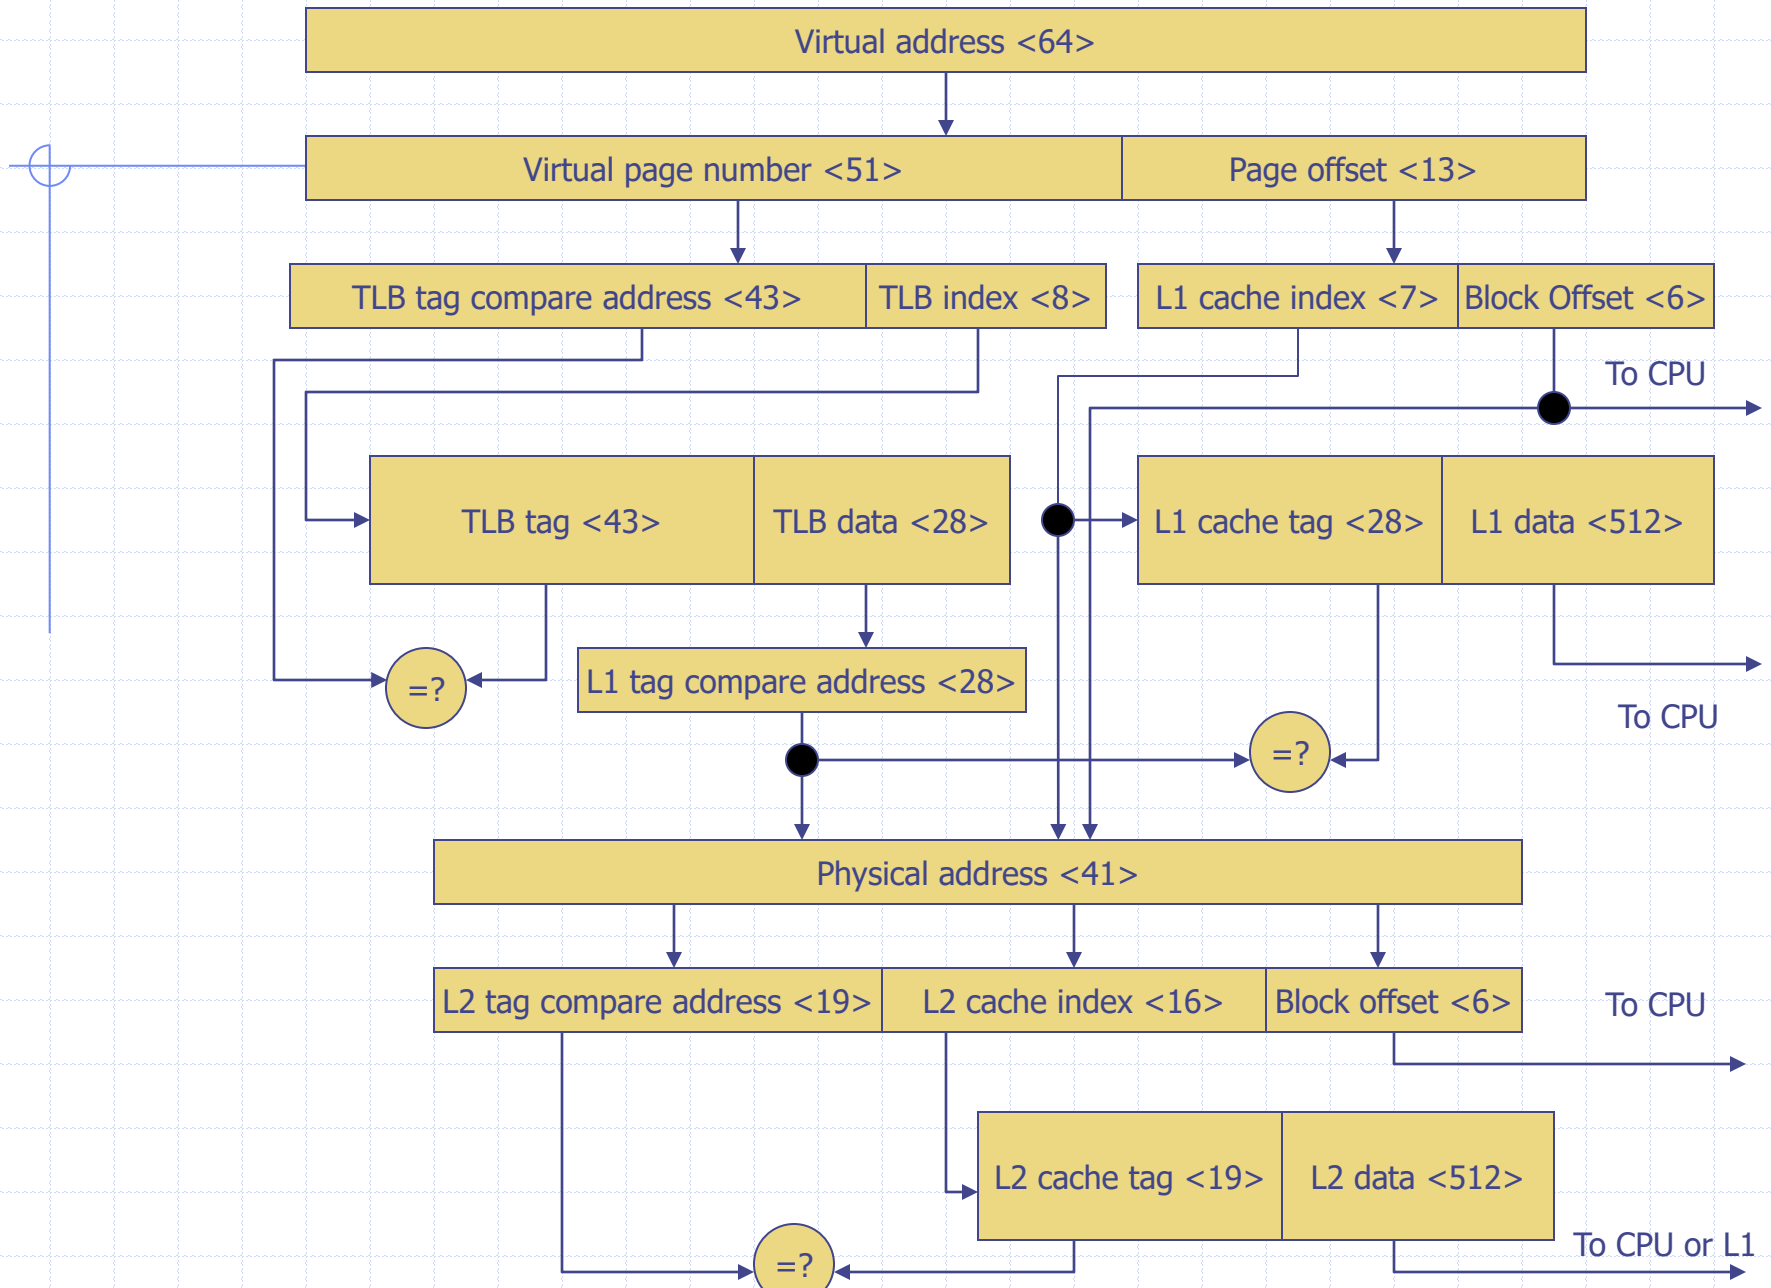 Virtual address <64>
Virtual page number <51>
Page offset <13>
TLB tag compare address <43>
TLB index <8>
L1 cache index <7>
Block Offset <6>
To CPU
TLB tag <43>
TLB data <28>
L1 cache tag <28>
L1 data <512>
=?
L1 tag compare address <28>
To CPU
=?
Physical address <41>
L2 tag compare address <19>
L2 cache index <16>
Block offset <6>
To CPU
L2 cache tag <19>
L2 data <512>
To CPU or L1
=?